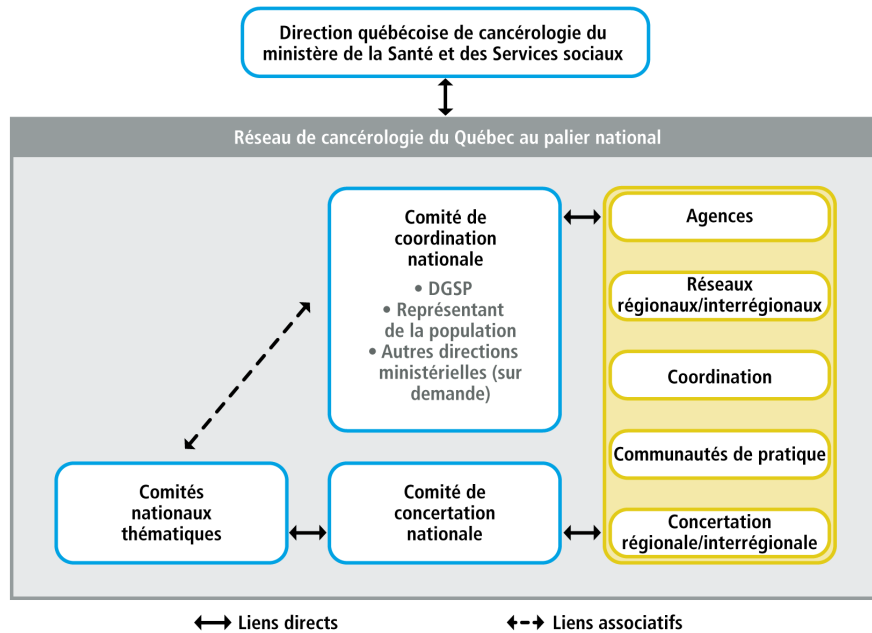 Direction québécoise de cancérologie du
ministère de la Santé et des Services sociaux
Réseau de cancérologie du Québec au palier national
Comité de
coordination
nationale
• DGSP
• Représentant
de la population
• Autres directions
ministérielles (sur
demande)
Agences
Réseaux
régionaux/interrégionaux
Coordination
Communautés de pratique
Concertation
régionale/interrégionale
Comités
nationaux
thématiques
Comité de
concertation
nationale
Liens directs
Liens associatifs